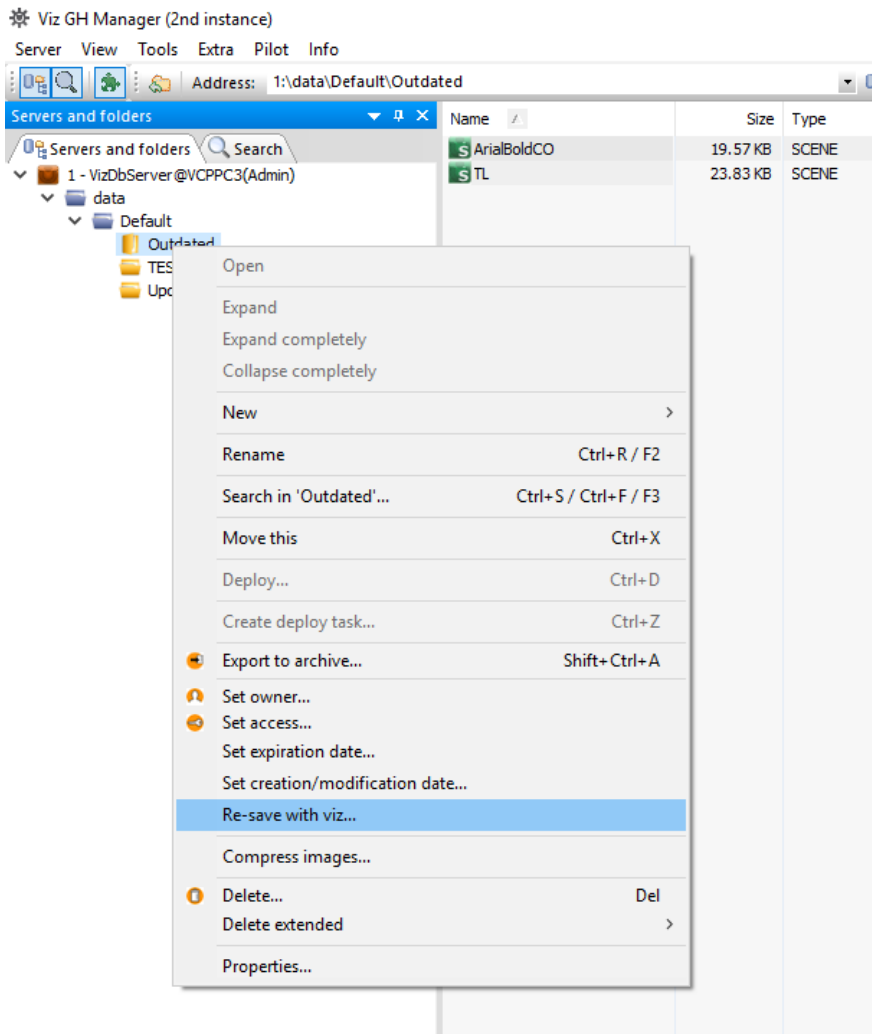 Viz GH Manager (2nd instance)
Server View Tools Extra Pilot Info
Address: 1:\data\Default\Outdated
Servers and folders
Servers and folders Search
1 - VizDbServer@VCPPC3(Admin)
data
Default
Outdated
TES
Upd
Name Size Type
ArialBoldCO 19.57 KB SCENE
TL 23.83 KB SCENE
Open
Expand
Expand completely
Collapse completely
New
Rename Ctrl+R / F2
Search in 'Outdated'... Ctrl+S / Ctrl+F / F3
Move this Ctrl+X
Deploy... Ctrl+D
Create deploy task... Ctrl+Z
Export to archive... Shift+Ctrl+A
Set owner...
Set access...
Set expiration date...
Set creation/modification date...
Re-save with viz...
Compress images...
Delete... Del
Delete extended
Properties...